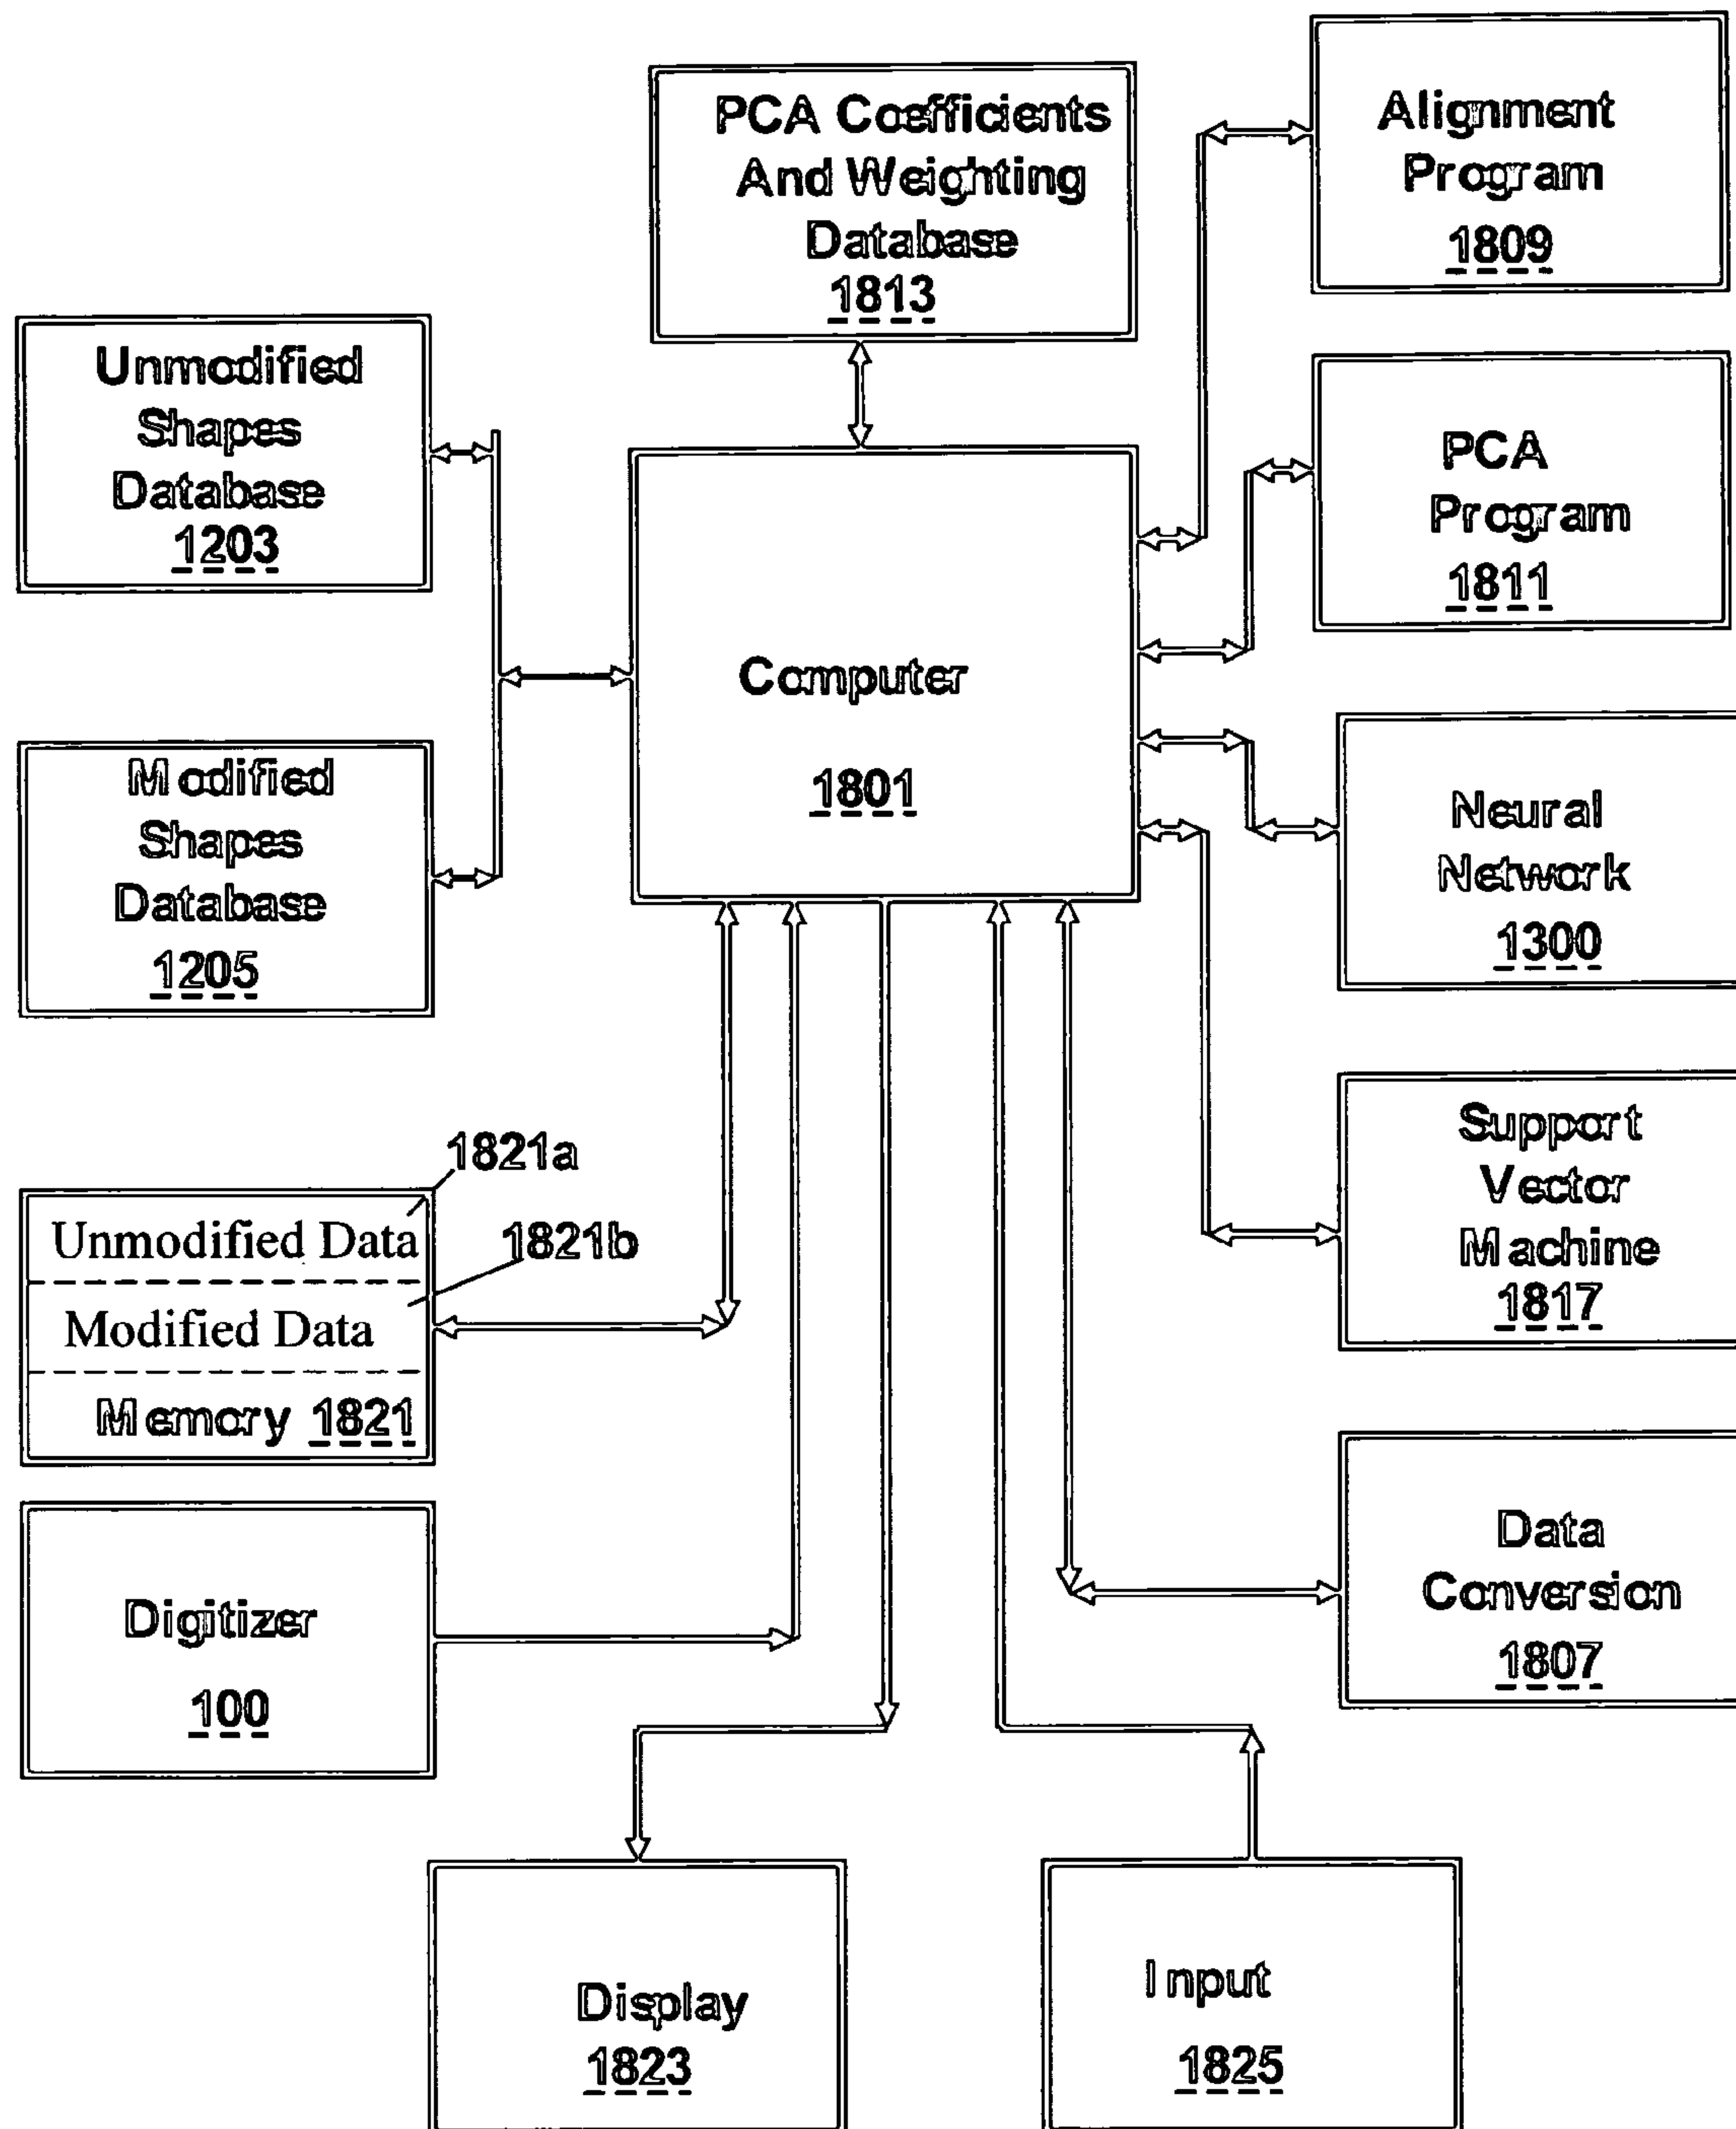 PCA Coefficients
And Weighting
Database
1813
Alignment
Program
1809
Unmodified
Shapes
Database
1203
PCA
Program
1811
Computer
1801
Modified
Shapes
Database
1205
Neural
Network
1300
1821a
Unmodified Data
1821b
Modified Data
Memory 1821
Support
Vector
Machine
1817
Digitizer
100
Data
Conversion
1807
Display
1823
Input
1825